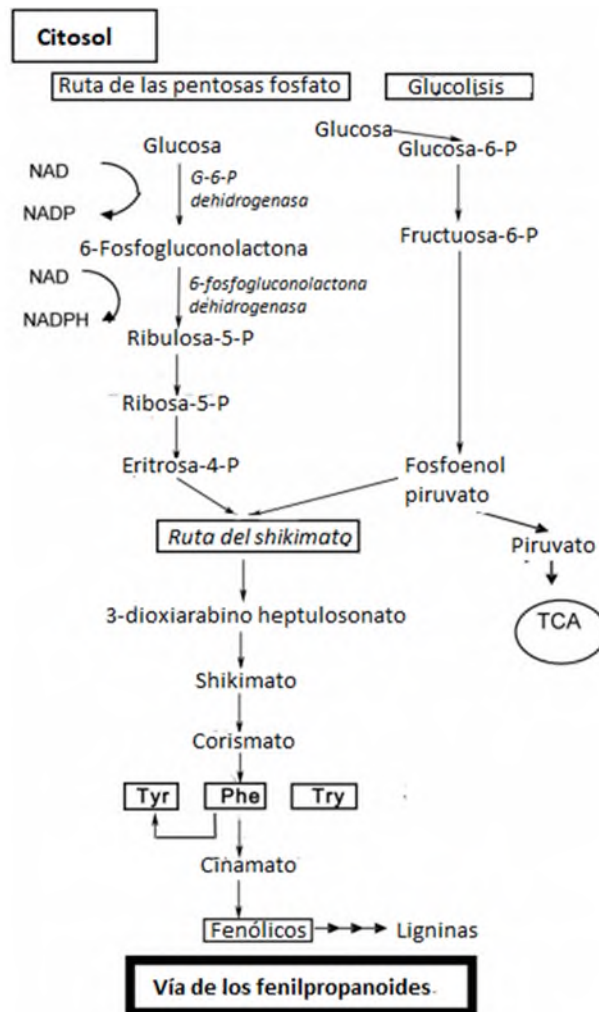 Citosol
Ruta de las pentosas fosfato
Glucolisis
Glucosa
Glucosa
Glucosa-6-P
NAD
G-6-P
dehidrogenasa
NADP
6-Fosfogluconolactona
Fructuosa-6-P
NAD
6-fosfogluconolactona
dehidrogenasa
NADPH
Ribulosa-5-P
Ribosa-5-P
Eritrosa-4-P
Fosfoenol
piruvato
Ruta del shikimato
Piruvato
3-dioxiarabino heptulosonato
TCA
Shikimato
Corismato
Tyr
Phe
Try
Cinamato
Fenólicos
Ligninas
Vía de los fenilpropanoides